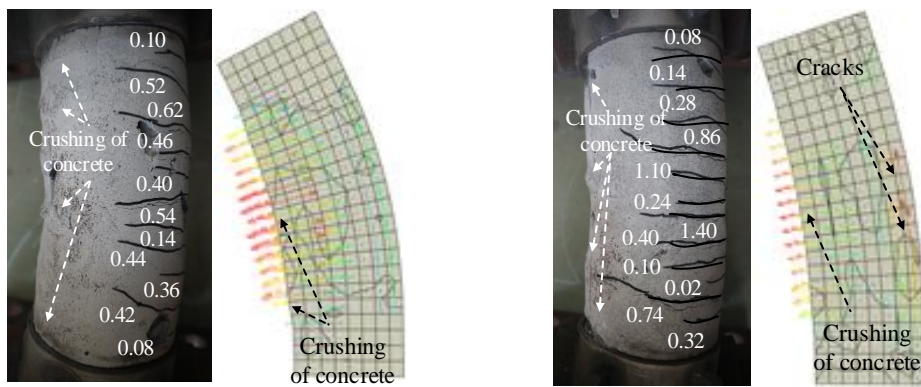 0.10
0.52
0.62
Crushing of
concrete
0.46
0.40
0.54
0.14
0.44
0.36
0.42
0.08
Crushing
of concrete
0.08
0.14
0.28
Crushing of
concrete
0.86
1.10
0.24
1.40
0.40
0.10
0.02
0.74
0.32
Cracks
Crushing
of concrete